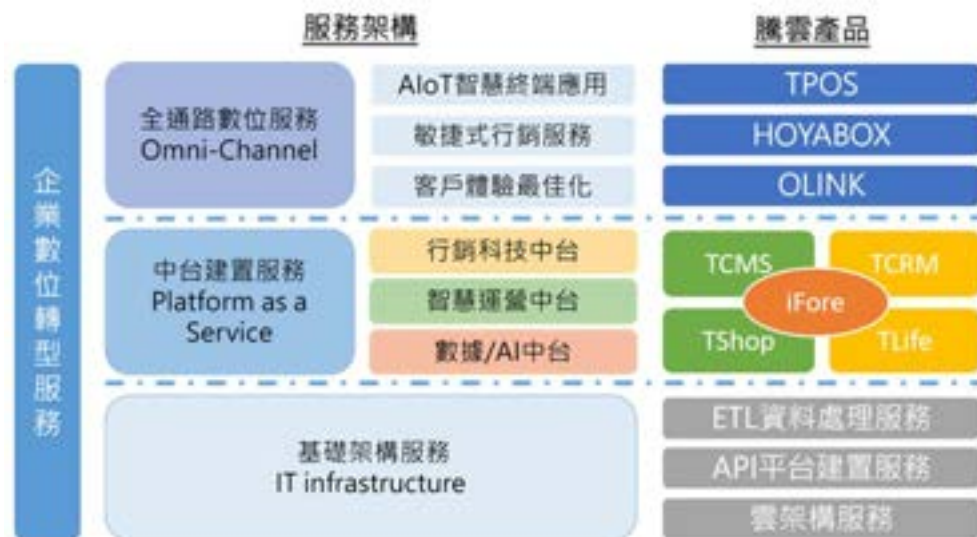 服務架構
騰雲產品
企業數位轉型服務
全通路數位服務
Omni-Channel
AIoT智慧終端應用
敏捷式行銷服務
客戶體驗最佳化
TPOS
HOYABOX
OLINK
中台建置服務
Platform as a
Service
行銷科技中台
智慧運營中台
數據/AI中台
TCMS
TCRM
iFore
TShop
TLife
基礎架構服務
IT infrastructure
ETL資料處理服務
API平台建置服務
雲架構服務